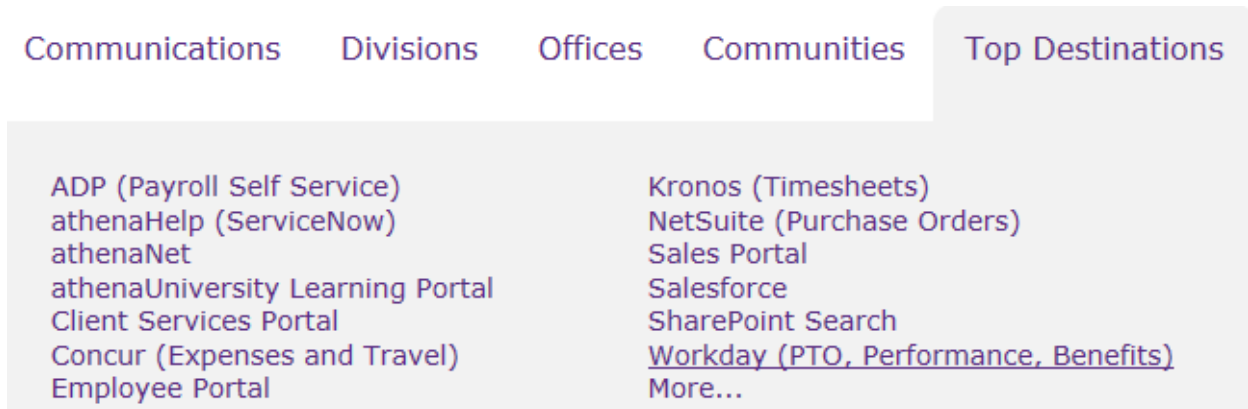 Communications Divisions Offices Communities Top Destinations
ADP (Payroll Self Service)
athenaHelp (ServiceNow)
athenaNet
athenaUniversity Learning Portal
Client Services Portal
Concur (Expenses and Travel)
Employee Portal
Kronos (Timesheets)
NetSuite (Purchase Orders)
Sales Portal
Salesforce
SharePoint Search
Workday (PTO, Performance, Benefits)
More...